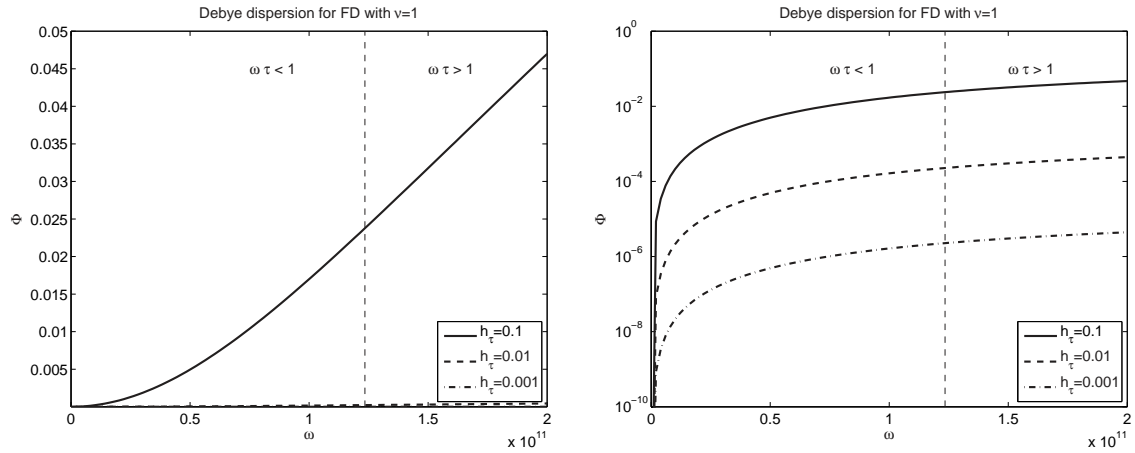 Debye dispersion for FD with ν=1
0.05
0.045
0.04
0.035
0.03
0.025
0.02
0.015
0.01
0.005
Φ
ω τ < 1
ω τ > 1
h_τ=0.1
h_τ=0.01
h_τ=0.001
0
0.5
1
1.5
2
x 10^11
ω
Debye dispersion for FD with ν=1
10^0
10^-2
10^-4
10^-6
10^-8
10^-10
Φ
ω τ < 1
ω τ > 1
h_τ=0.1
h_τ=0.01
h_τ=0.001
0
0.5
1
1.5
2
x 10^11
ω